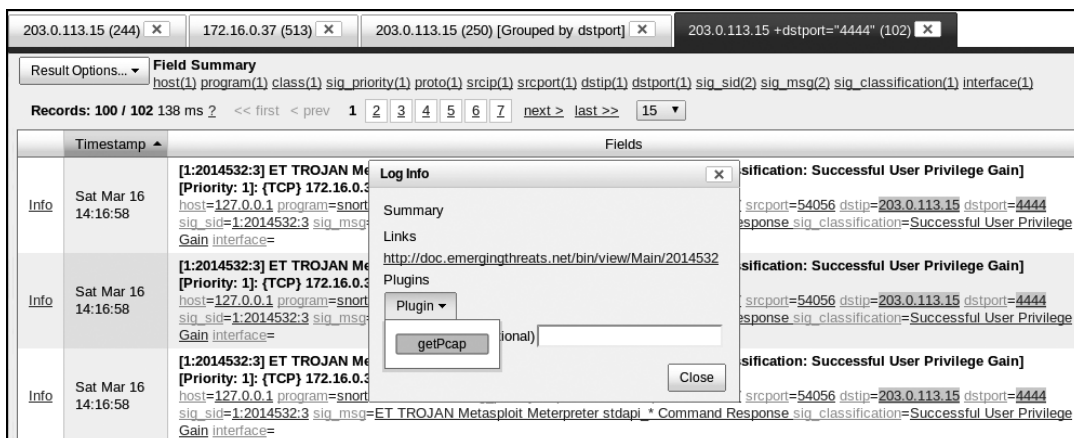 203.0.113.15 (244) ×
172.16.0.37 (513) ×
203.0.113.15 (250) [Grouped by dstport] ×
203.0.113.15 +dstport="4444" (102) ×
Result Options...
Field Summary
host(1) program(1) class(1) sig_priority(1) proto(1) srcip(1) srcport(1) dstip(1) dstport(1) sig_sid(2) sig_msg(2) sig_classification(1) interface(1)
Records: 100 / 102 138 ms ? << first < prev 1 2 3 4 5 6 7 next > last >> 15
Timestamp Fields
Info
Sat Mar 16
14:16:58
[1:2014532:3] ET TROJAN Me sification: Successful User Privilege Gain]
[Priority: 1]: {TCP} 172.16.0.3
host=127.0.0.1 program=snort srcport=54056 dstip=203.0.113.15 dstport=4444
sig_sid=1:2014532:3 sig_msg= sponse sig_classification=Successful User Privilege
Gain interface=
Info
Sat Mar 16
14:16:58
[1:2014532:3] ET TROJAN Me sification: Successful User Privilege Gain]
[Priority: 1]: {TCP} 172.16.0.3
host=127.0.0.1 program=snort srcport=54056 dstip=203.0.113.15 dstport=4444
sig_sid=1:2014532:3 sig_msg= sponse sig_classification=Successful User Privilege
Gain interface=
Info
Sat Mar 16
14:16:58
[1:2014532:3] ET TROJAN Me sification: Successful User Privilege Gain]
[Priority: 1]: {TCP} 172.16.0.3
host=127.0.0.1 program=snort srcport=54056 dstip=203.0.113.15 dstport=4444
sig_sid=1:2014532:3 sig_msg=ET TROJAN Metasploit Meterpreter stdapi_* Command Response sig_classification=Successful User Privilege
Gain interface=
Log Info ×
Summary
Links
http://doc.emergingthreats.net/bin/view/Main/2014532
Plugins
Plugin
getPcap
ional)
Close